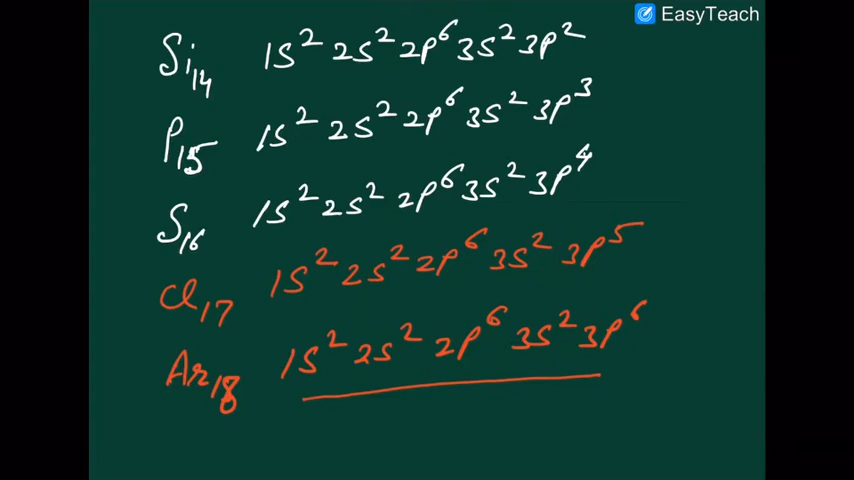 EasyTeach
Si₁₄ 1s² 2s² 2p⁶ 3s² 3p²
P₁₅ 1s² 2s² 2p⁶ 3s² 3p³
S₁₆ 1s² 2s² 2p⁶ 3s² 3p⁴
Cl₁₇ 1s² 2s² 2p⁶ 3s² 3p⁵
Ar₁₈ 1s² 2s² 2p⁶ 3s² 3p⁶